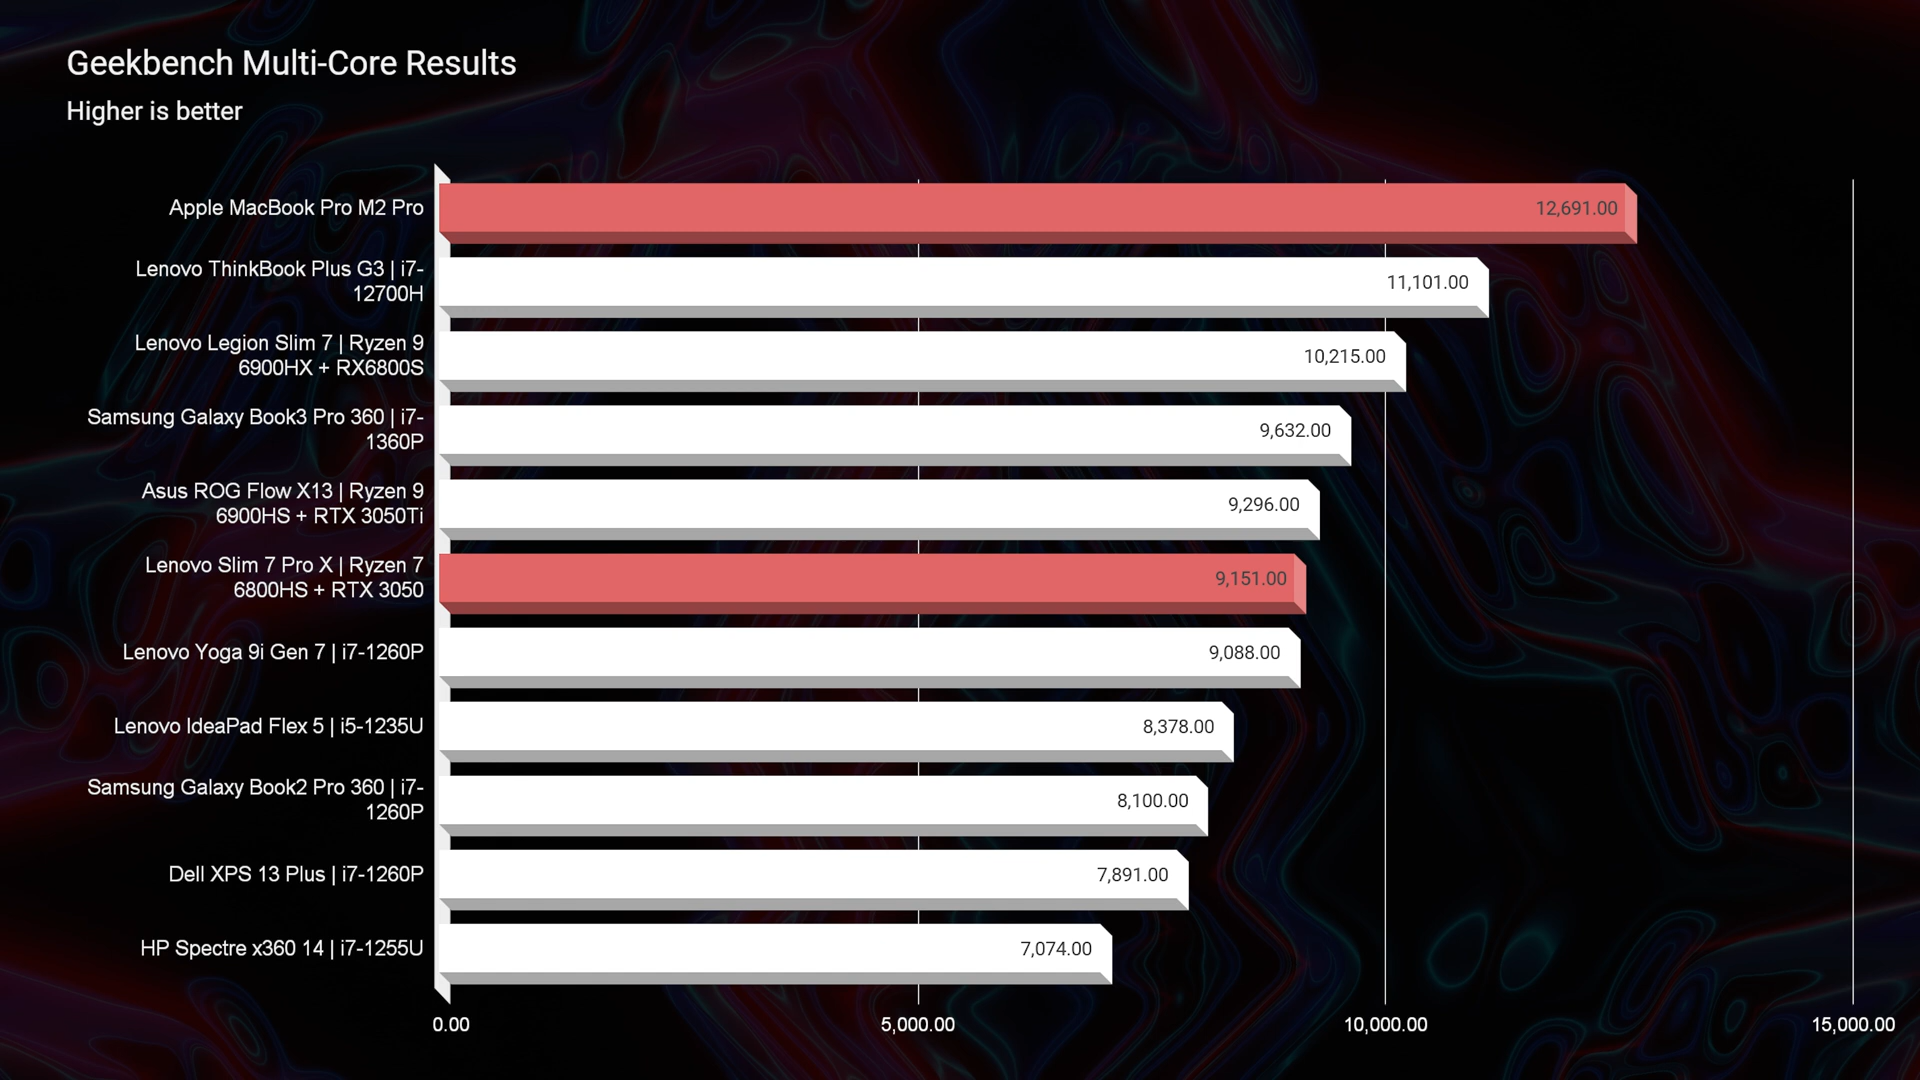 Geekbench Multi-Core Results
Higher is better
Apple MacBook Pro M2 Pro
12,691.00
Lenovo ThinkBook Plus G3 | i7-
12700H
11,101.00
Lenovo Legion Slim 7 | Ryzen 9
6900HX + RX6800S
10,215.00
Samsung Galaxy Book3 Pro 360 | i7-
1360P
9,632.00
Asus ROG Flow X13 | Ryzen 9
6900HS + RTX 3050Ti
9,296.00
Lenovo Slim 7 Pro X | Ryzen 7
6800HS + RTX 3050
9,151.00
Lenovo Yoga 9i Gen 7 | i7-1260P
9,088.00
Lenovo IdeaPad Flex 5 | i5-1235U
8,378.00
Samsung Galaxy Book2 Pro 360 | i7-
1260P
8,100.00
Dell XPS 13 Plus | i7-1260P
7,891.00
HP Spectre x360 14 | i7-1255U
7,074.00
0.00
5,000.00
10,000.00
15,000.00